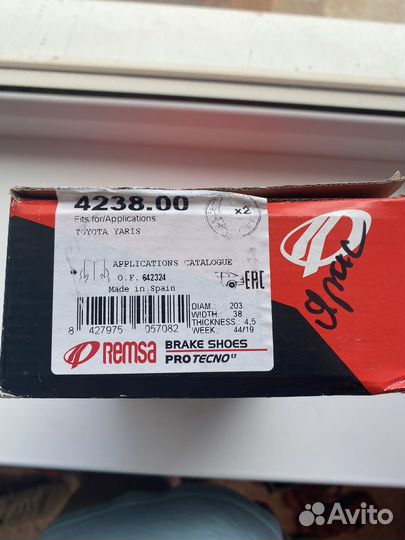 4238.00
x2
Fits for/Applications
TOYOTA YARIS
APPLICATIONS CATALOGUE
O.F. 642324
Made in Spain
EAC
DIAM.: 203
WIDTH: 38
THICKNESS: 4,5
WEEK: 44/19
8 427975 057082
Remsa BRAKE SHOES
PRO TECNO
Ярис
Avito